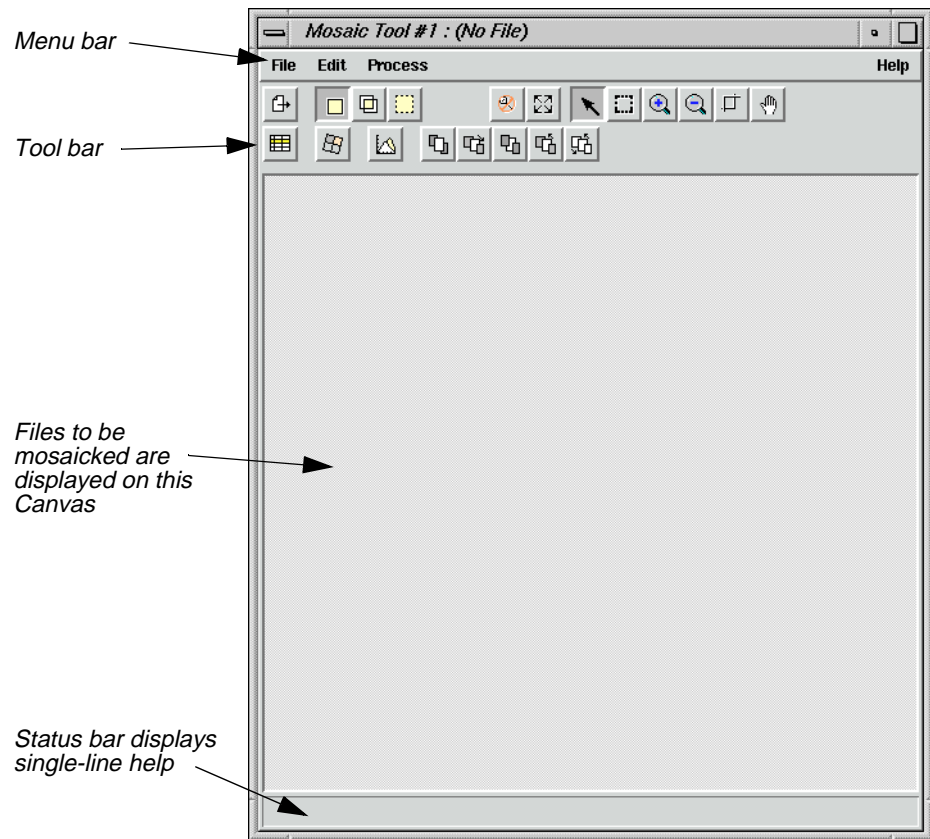 Mosaic Tool #1 : (No File)
Menu bar
File Edit Process Help
Tool bar
Files to be
mosaicked are
displayed on this
Canvas
Status bar displays
single-line help